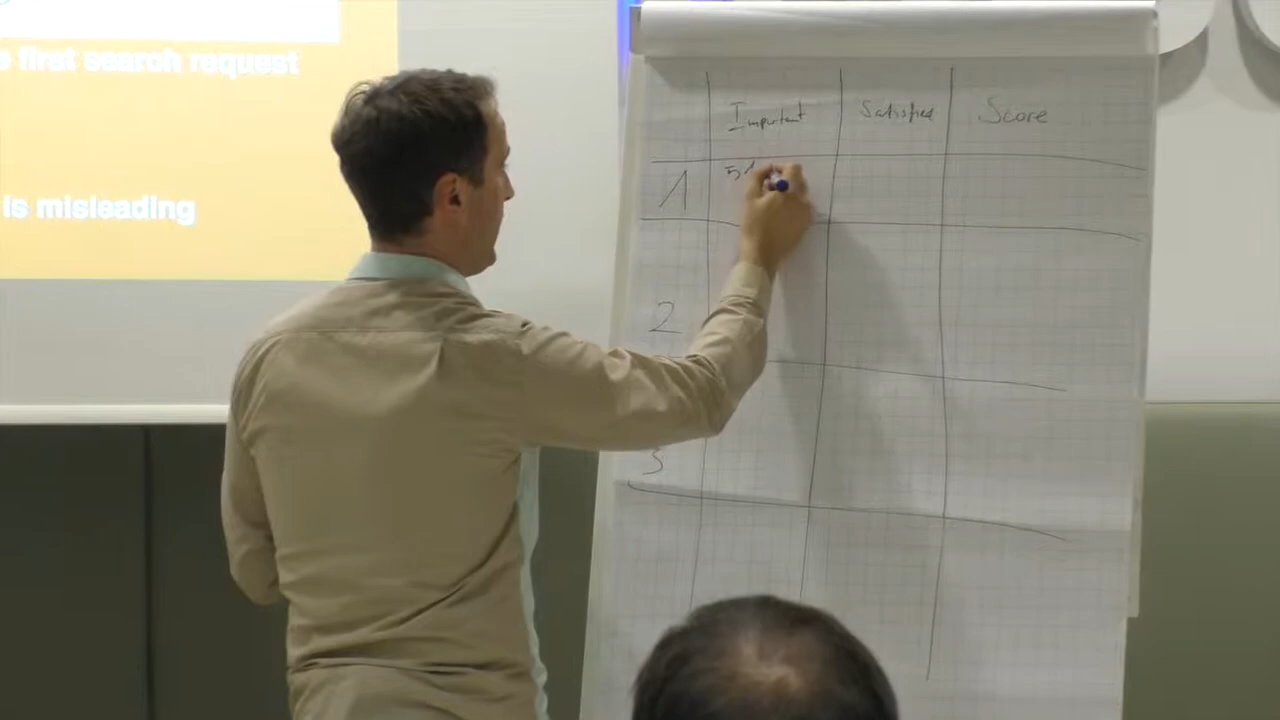 first search request
is misleading
Important Satisfied Score
1
2
3